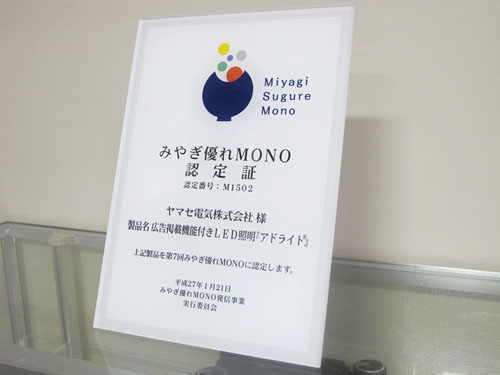 Miyagi
Sugure
Mono
みやぎ優れMONO
認定証
認定番号：M1502
ヤマセ電気株式会社 様
製品名 広告掲載機能付きLED照明『アドライト®』
上記製品を第7回みやぎ優れMONOに認定します。
平成27年1月21日
みやぎ優れMONO発信事業
実行委員会